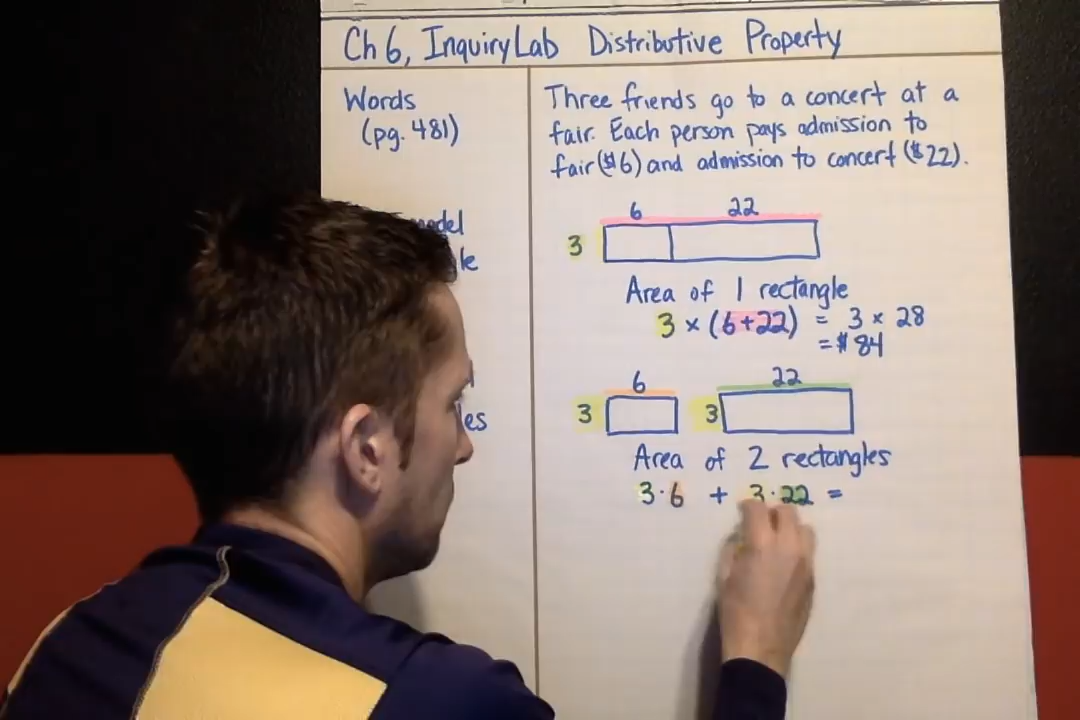 Ch 6, Inquiry Lab Distributive Property
Words
(pg. 481)
Three friends go to a concert at a
fair. Each person pays admission to
fair ($6) and admission to concert ($22).
6 22
3
Area of 1 rectangle
3 × (6+22) = 3 × 28
= $84
6 22
3 3
Area of 2 rectangles
3·6 + 3·22 =